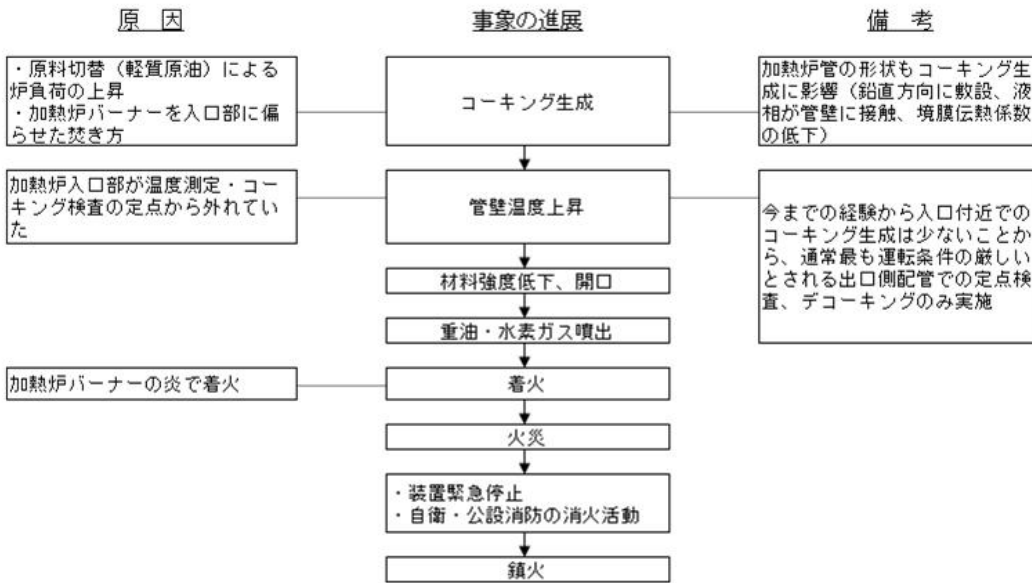 原　因
事象の進展
備　考
・原料切替（軽質原油）による
炉負荷の上昇
・加熱炉バーナーを入口部に偏
らせた焚き方
コーキング生成
加熱炉管の形状もコーキング生
成に影響（鉛直方向に敷設、液
相が管壁に接触、境膜伝熱係数
の低下）
加熱炉入口部が温度測定・コー
キング検査の定点から外れてい
た
管壁温度上昇
今までの経験から入口付近での
コーキング生成は少ないことか
ら、通常最も運転条件の厳しい
とされる出口側配管での定点検
査、デコーキングのみ実施
材料強度低下、開口
重油・水素ガス噴出
加熱炉バーナーの炎で着火
着火
火災
・装置緊急停止
・自衛・公設消防の消火活動
鎮火